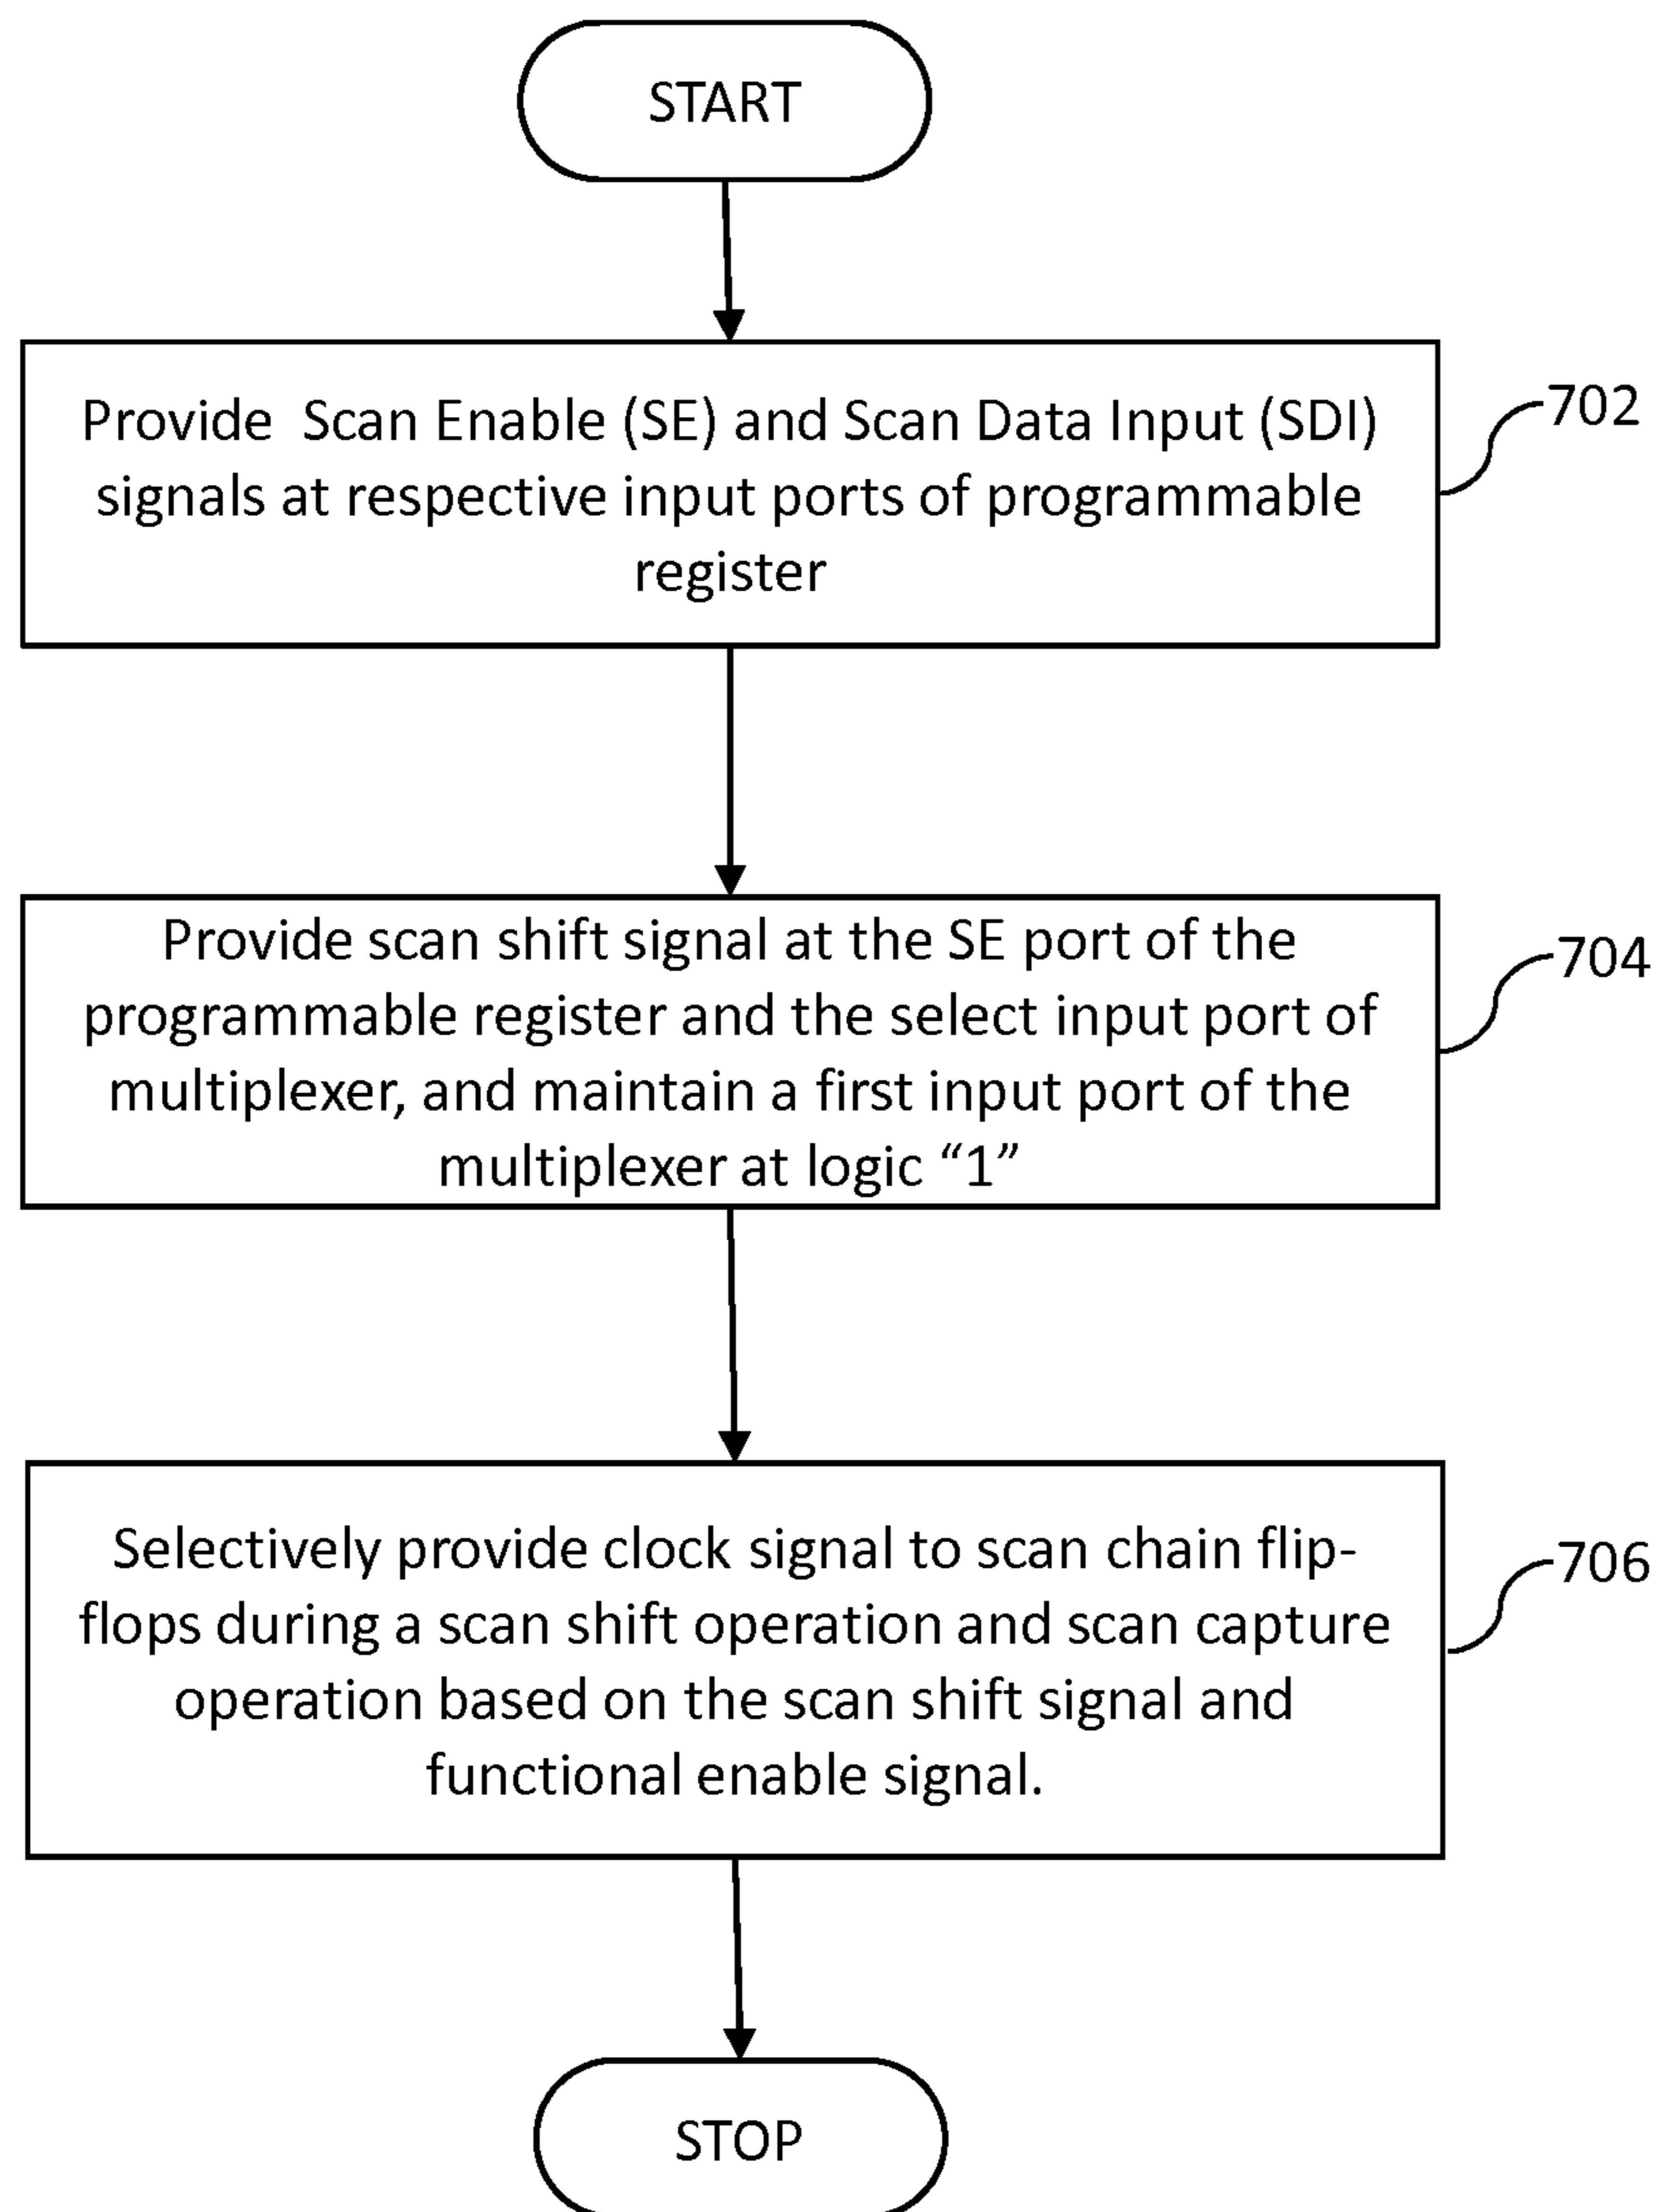 START
Provide Scan Enable (SE) and Scan Data Input (SDI)
signals at respective input ports of programmable
register
702
Provide scan shift signal at the SE port of the
programmable register and the select input port of
multiplexer, and maintain a first input port of the
multiplexer at logic “1”
704
Selectively provide clock signal to scan chain flip-
flops during a scan shift operation and scan capture
operation based on the scan shift signal and
functional enable signal.
706
STOP